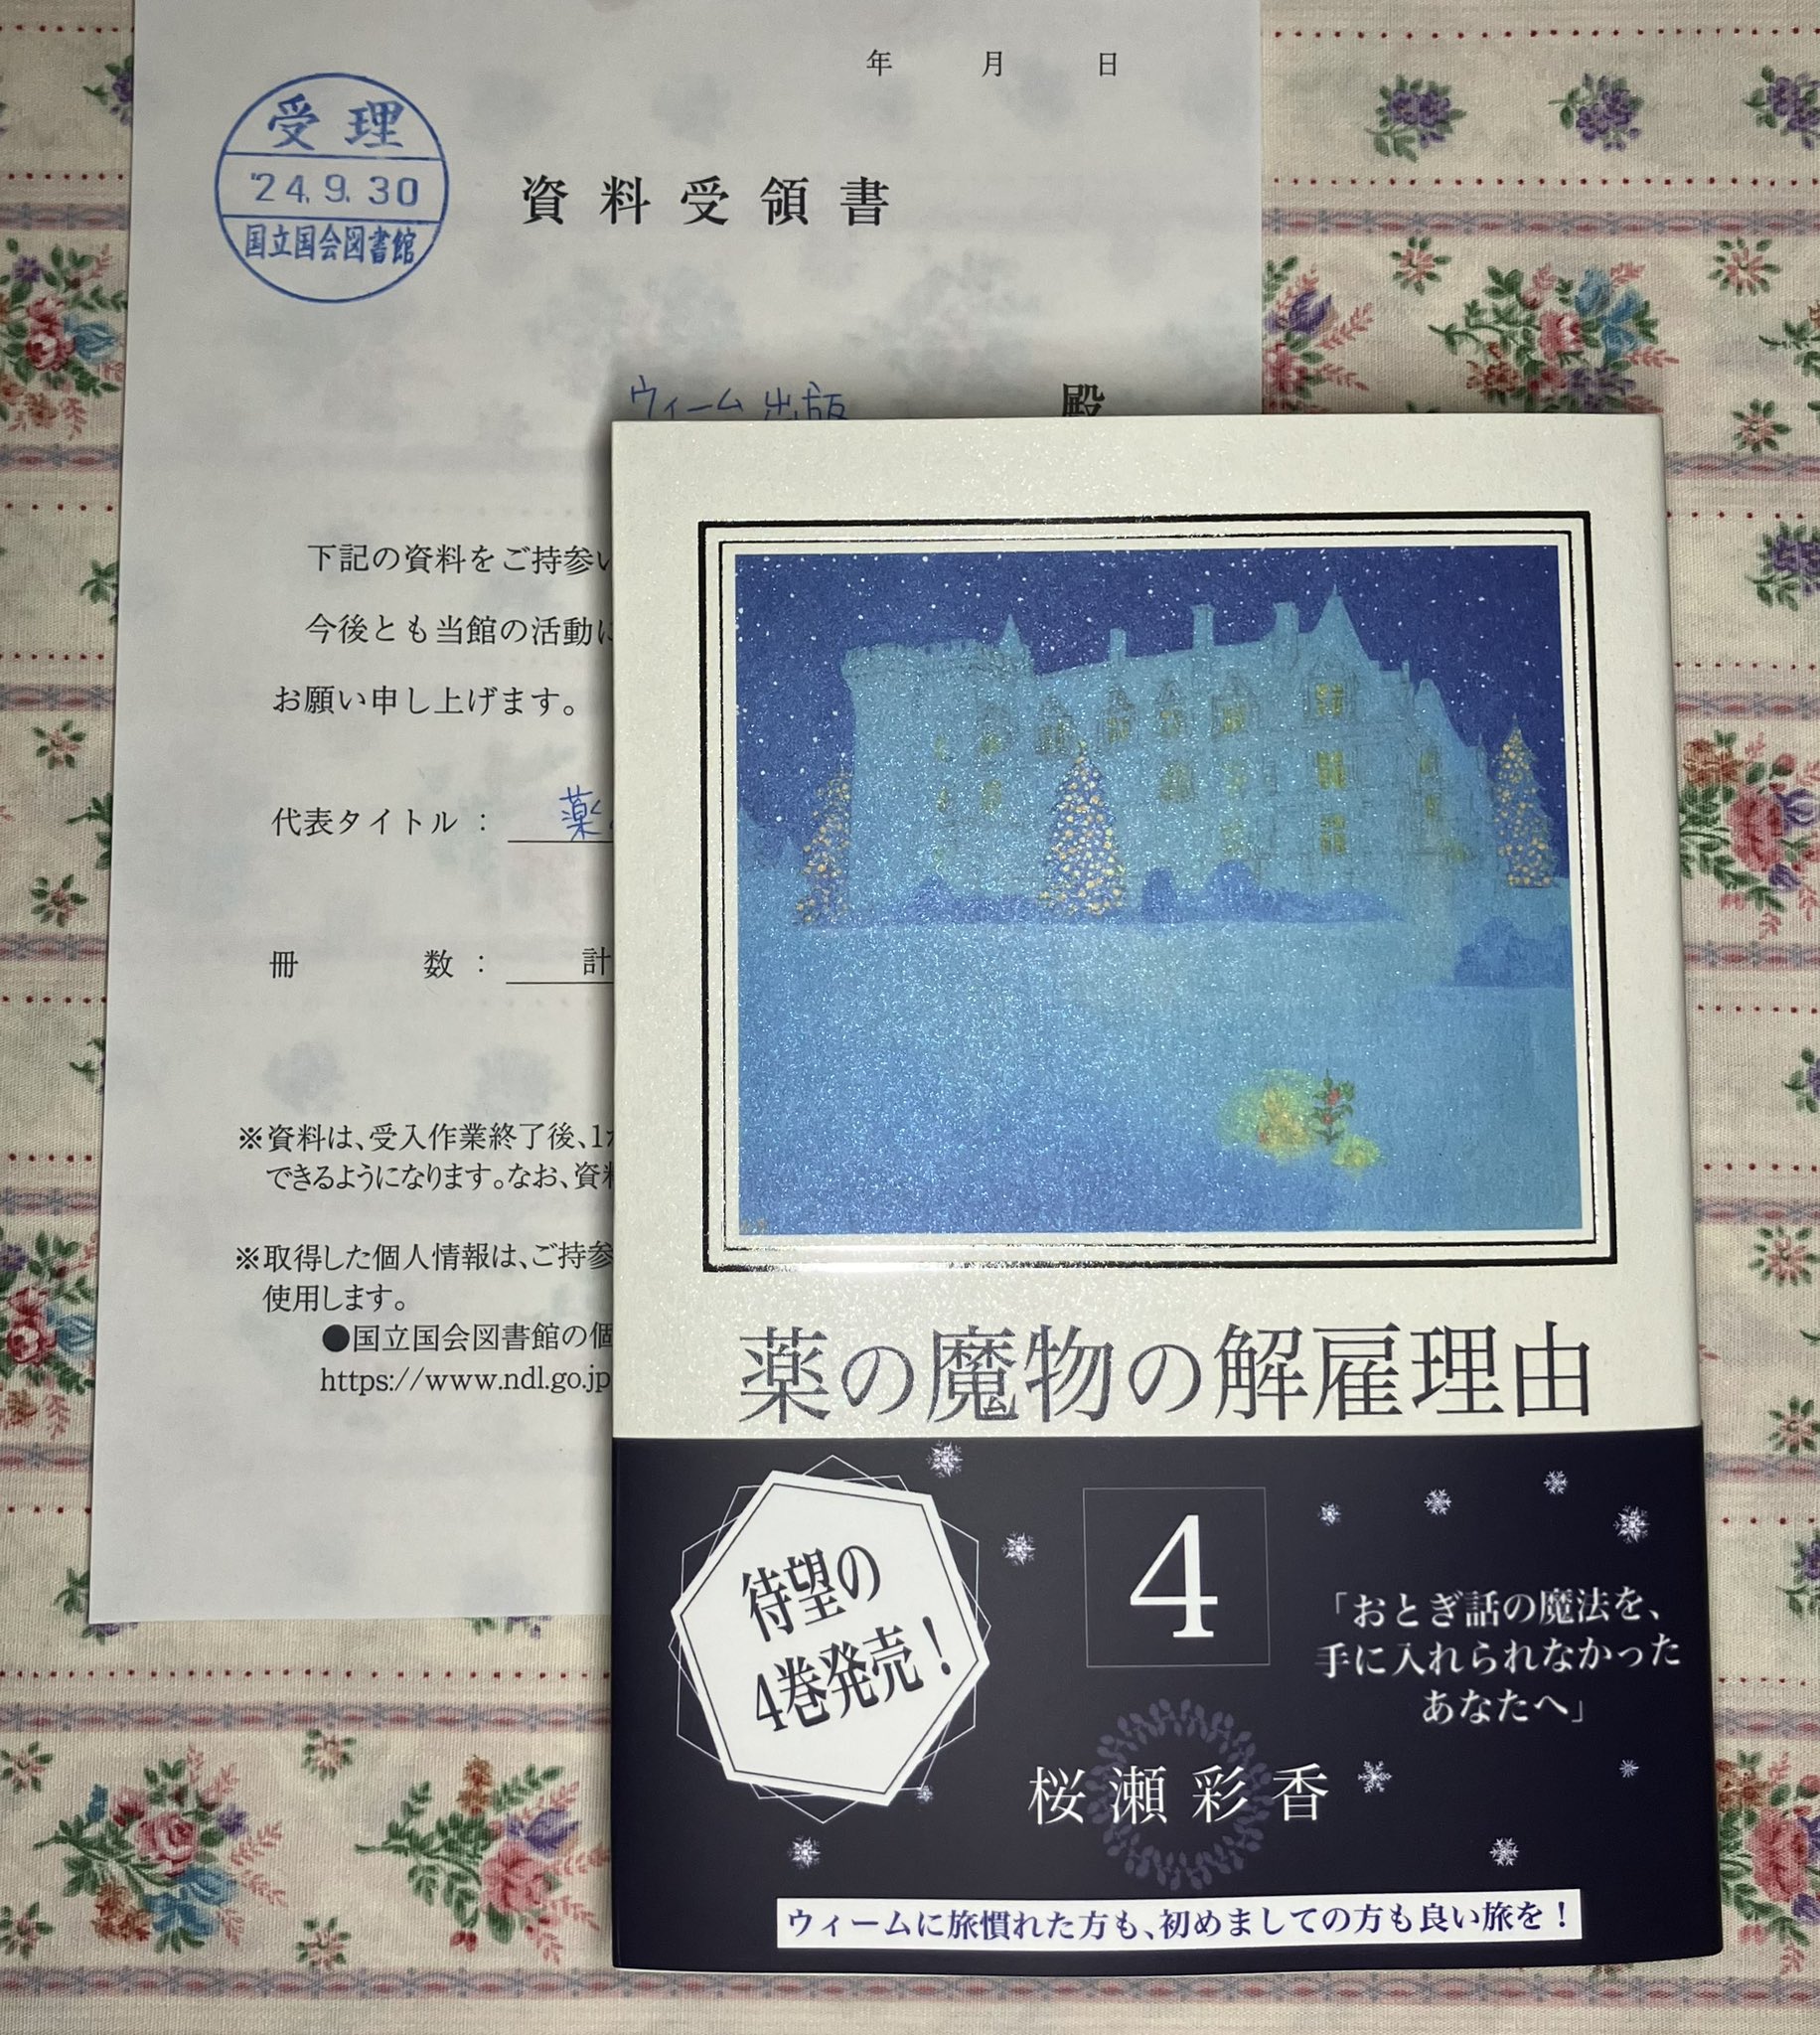 年 月 日
受理
'24.9.30
国立国会図書館
資料受領書
ウィーム出版 殿
下記の資料をご持参い
今後とも当館の活動に
お願い申し上げます。
代表タイトル： 薬
冊 数： 計
※資料は、受入作業終了後、1
できるようになります。なお、資料
※取得した個人情報は、ご持参
使用します。
●国立国会図書館の個
https://www.ndl.go.jp
薬の魔物の解雇理由
待望の
4巻発売！
4
「おとぎ話の魔法を、
手に入れられなかった
あなたへ」
桜瀬彩香
ウィームに旅慣れた方も、初めましての方も良い旅を！